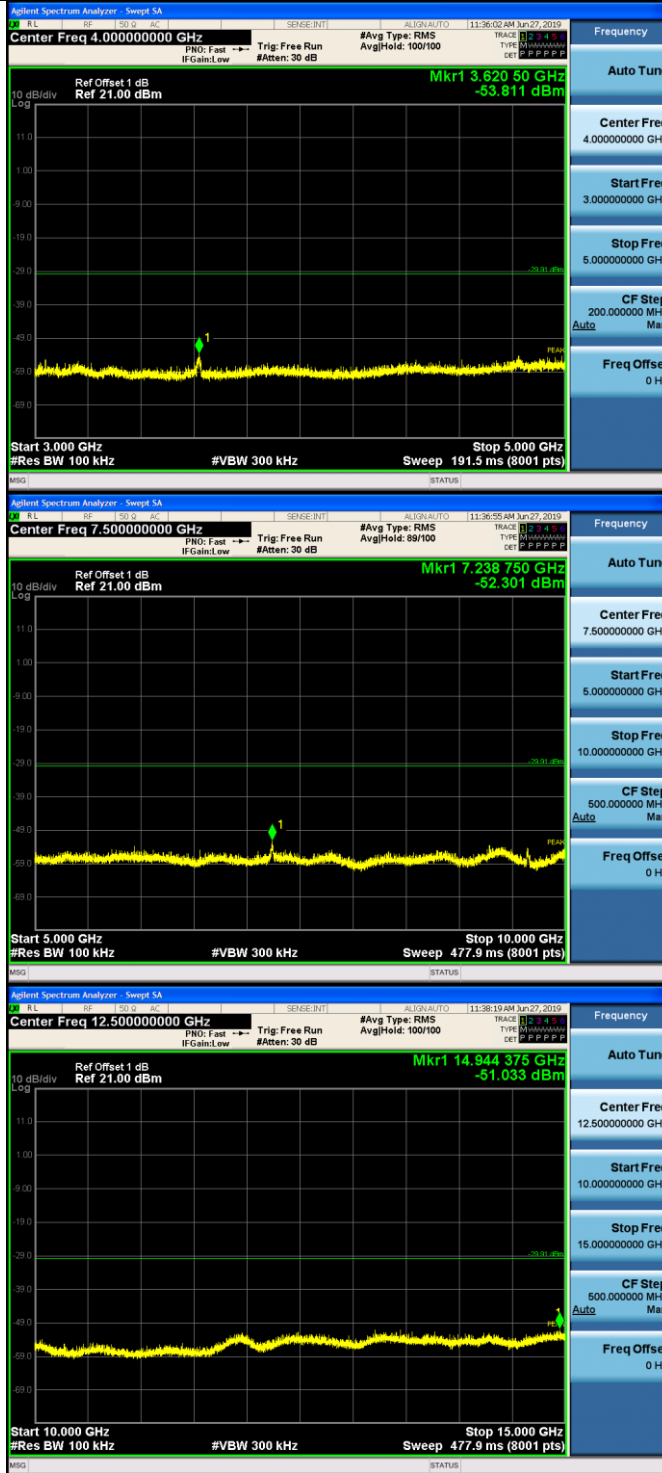 Agilent Spectrum Analyzer - Swept SA
RL RF 50 Ω AC SENSE:INT ALIGNAUTO 11:36:02 AM Jun 27, 2019
Center Freq 4.000000000 GHz
PNO: Fast
IFGain:Low
Trig: Free Run
#Atten: 30 dB
#Avg Type: RMS
Avg|Hold: 100/100
TRACE 1 2 3 4 5 6
TYPE M
DET P P P P P P
Frequency
Mkr1 3.620 50 GHz
-53.811 dBm
10 dB/div
Log
Ref Offset 1 dB
Ref 21.00 dBm
11.0
1.00
-9.00
-19.0
-29.0
-39.0
-49.0
-59.0
-69.0
-29.91 dBm
1
PEAK
Start 3.000 GHz
Stop 5.000 GHz
#Res BW 100 kHz
#VBW 300 kHz
Sweep 191.5 ms (8001 pts)
MSG
STATUS
Auto Tun
Center Fre
4.000000000 GH
Start Fre
3.000000000 GH
Stop Fre
5.000000000 GH
CF Ste
200.000000 MH
Auto Ma
Freq Offse
0 H
Agilent Spectrum Analyzer - Swept SA
RL RF 50 Ω AC SENSE:INT ALIGNAUTO 11:36:55 AM Jun 27, 2019
Center Freq 7.500000000 GHz
PNO: Fast
IFGain:Low
Trig: Free Run
#Atten: 30 dB
#Avg Type: RMS
Avg|Hold: 89/100
TRACE 1 2 3 4 5 6
TYPE M
DET P P P P P P
Frequency
Mkr1 7.238 750 GHz
-52.301 dBm
10 dB/div
Log
Ref Offset 1 dB
Ref 21.00 dBm
11.0
1.00
-9.00
-19.0
-29.0
-39.0
-49.0
-59.0
-69.0
-29.91 dBm
1
PEAK
Start 5.000 GHz
Stop 10.000 GHz
#Res BW 100 kHz
#VBW 300 kHz
Sweep 477.9 ms (8001 pts)
MSG
STATUS
Auto Tun
Center Fre
7.500000000 GH
Start Fre
5.000000000 GH
Stop Fre
10.000000000 GH
CF Ste
500.000000 MH
Auto Ma
Freq Offse
0 H
Agilent Spectrum Analyzer - Swept SA
RL RF 50 Ω AC SENSE:INT ALIGNAUTO 11:38:19 AM Jun 27, 2019
Center Freq 12.500000000 GHz
PNO: Fast
IFGain:Low
Trig: Free Run
#Atten: 30 dB
#Avg Type: RMS
Avg|Hold: 100/100
TRACE 1 2 3 4 5 6
TYPE M
DET P P P P P P
Frequency
Mkr1 14.944 375 GHz
-51.033 dBm
10 dB/div
Log
Ref Offset 1 dB
Ref 21.00 dBm
11.0
1.00
-9.00
-19.0
-29.0
-39.0
-49.0
-59.0
-69.0
-29.91 dBm
1
Start 10.000 GHz
Stop 15.000 GHz
#Res BW 100 kHz
#VBW 300 kHz
Sweep 477.9 ms (8001 pts)
MSG
STATUS
Auto Tun
Center Fre
12.500000000 GH
Start Fre
10.000000000 GH
Stop Fre
15.000000000 GH
CF Ste
500.000000 MH
Auto Ma
Freq Offse
0 H